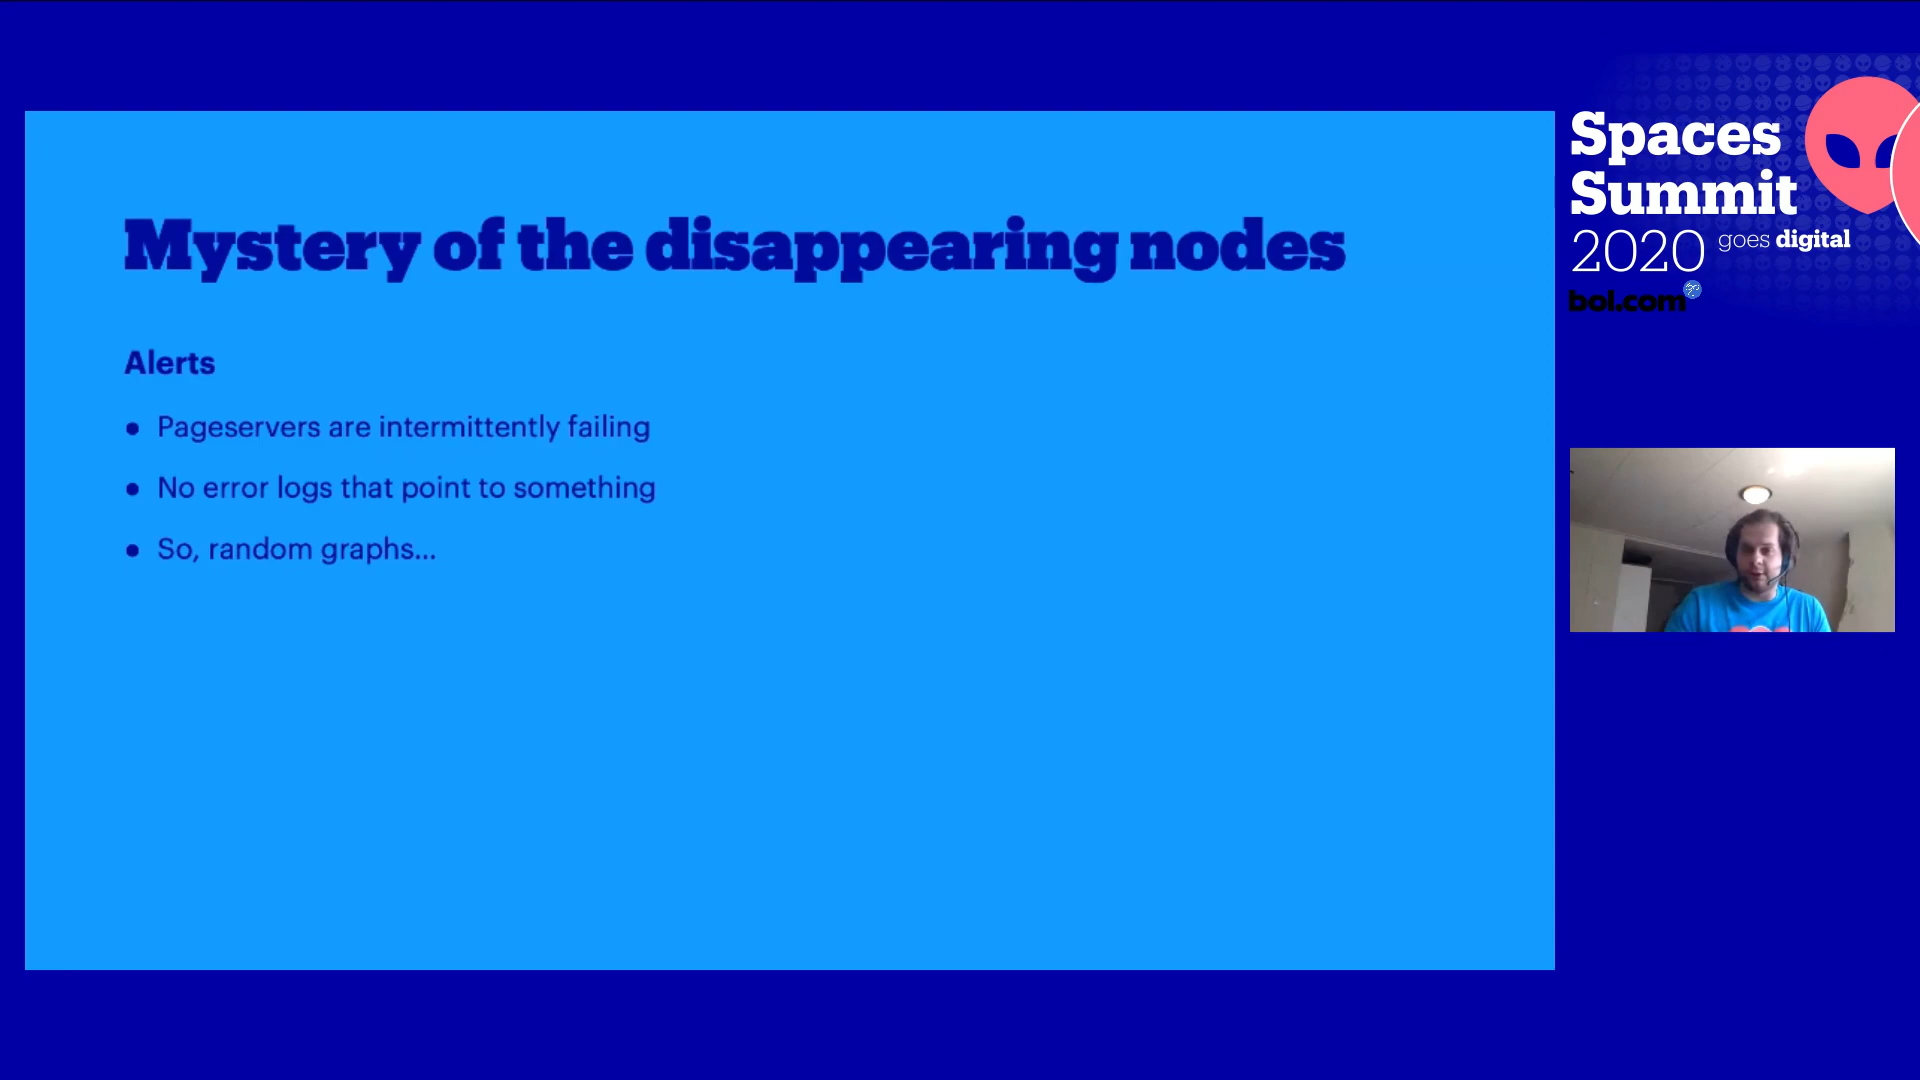 Mystery of the disappearing nodes
Alerts
● Pageservers are intermittently failing
● No error logs that point to something
● So, random graphs...
Spaces
Summit
2020 goes digital
bol.com